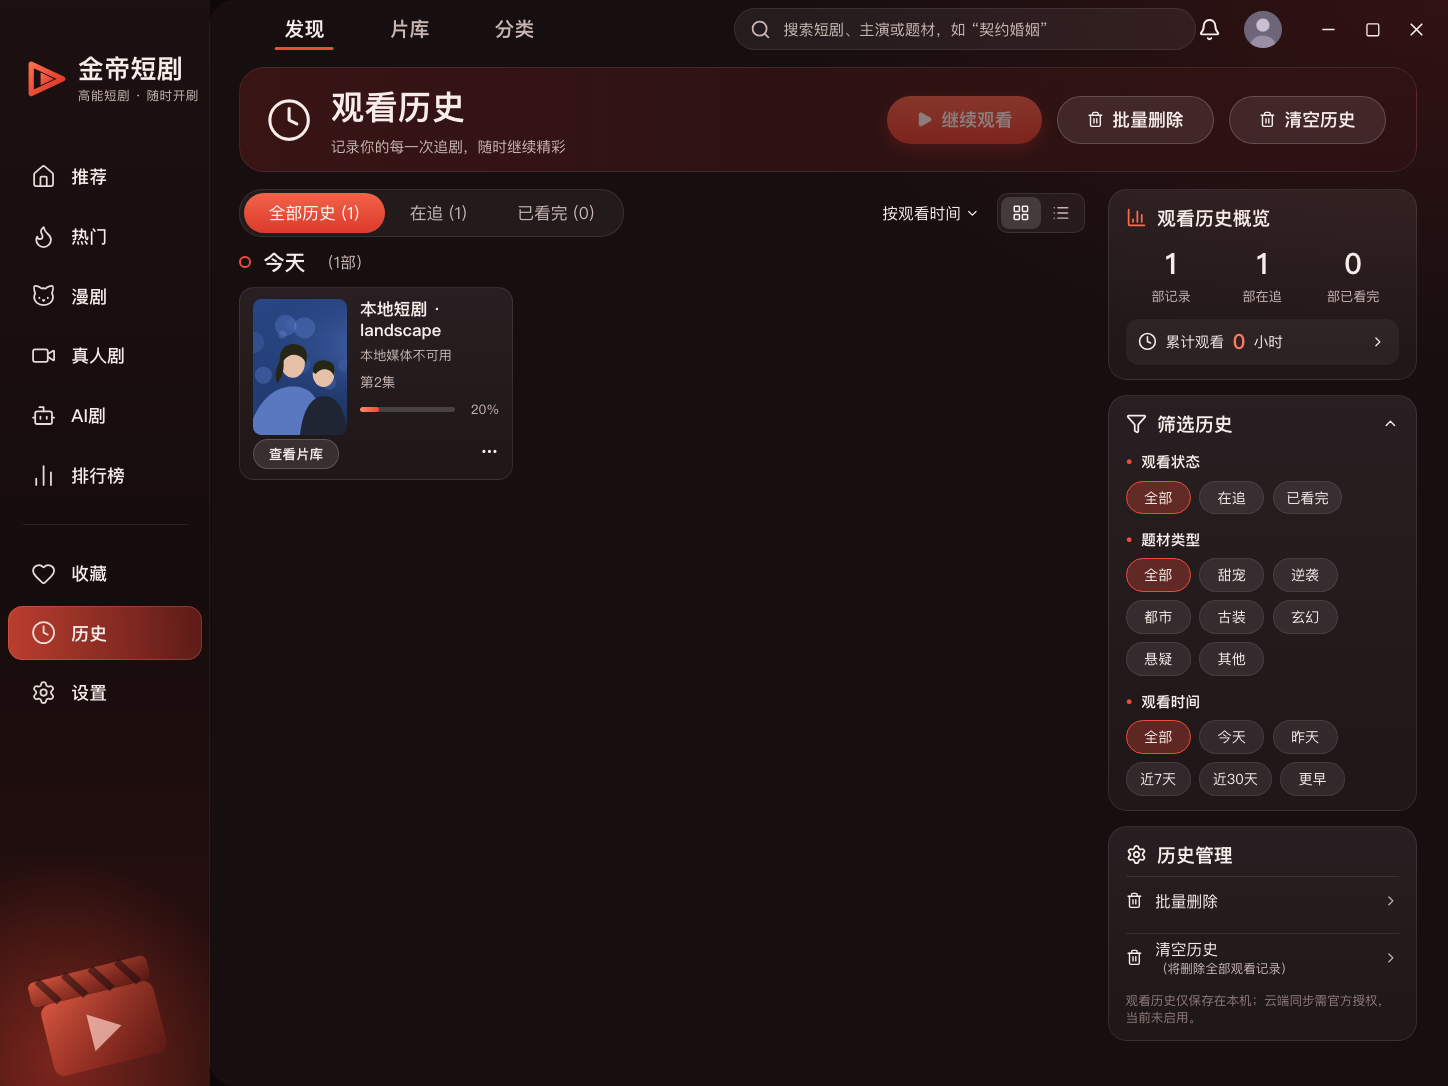 金帝短剧
高能短剧 · 随时开刷
推荐
热门
漫剧
真人剧
AI剧
排行榜
收藏
历史
设置
发现
片库
分类
搜索短剧、主演或题材，如 “契约婚姻”
观看历史
记录你的每一次追剧，随时继续精彩
继续观看
批量删除
清空历史
全部历史 (1)
在追 (1)
已看完 (0)
按观看时间
今天 （1部）
本地短剧 ·
landscape
本地媒体不可用
第2集
20%
查看片库
观看历史概览
1
部记录
1
部在追
0
部已看完
累计观看 0 小时
筛选历史
观看状态
全部
在追
已看完
题材类型
全部
甜宠
逆袭
都市
古装
玄幻
悬疑
其他
观看时间
全部
今天
昨天
近7天
近30天
更早
历史管理
批量删除
清空历史
（将删除全部观看记录）
观看历史仅保存在本机；云端同步需官方授权，
当前未启用。